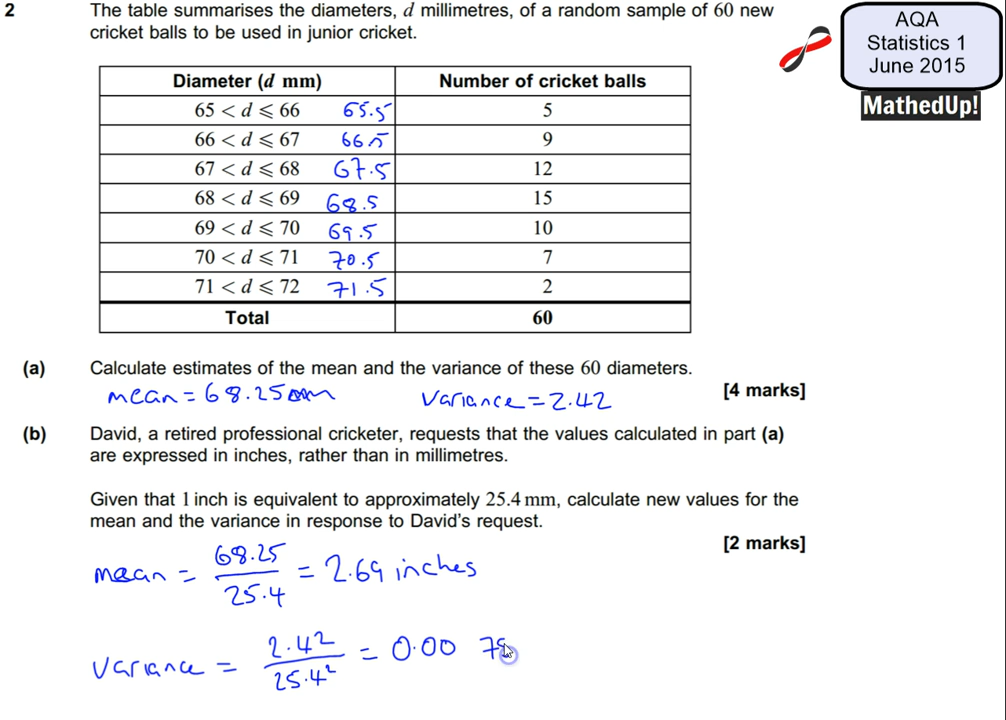 2 The table summarises the diameters, d millimetres, of a random sample of 60 new
cricket balls to be used in junior cricket.
AQA
Statistics 1
June 2015
MathedUp!
Diameter (d mm) Number of cricket balls
65 < d ⩽ 66 65.5 5
66 < d ⩽ 67 66.5 9
67 < d ⩽ 68 67.5 12
68 < d ⩽ 69 68.5 15
69 < d ⩽ 70 69.5 10
70 < d ⩽ 71 70.5 7
71 < d ⩽ 72 71.5 2
Total 60
(a) Calculate estimates of the mean and the variance of these 60 diameters.
[4 marks]
mean = 68.25mm variance = 2.42
(b) David, a retired professional cricketer, requests that the values calculated in part (a)
are expressed in inches, rather than in millimetres.
Given that 1 inch is equivalent to approximately 25.4 mm, calculate new values for the
mean and the variance in response to David's request.
[2 marks]
mean = 68.25 / 25.4 = 2.69 inches
variance = 2.42 / 25.4² = 0.00 7